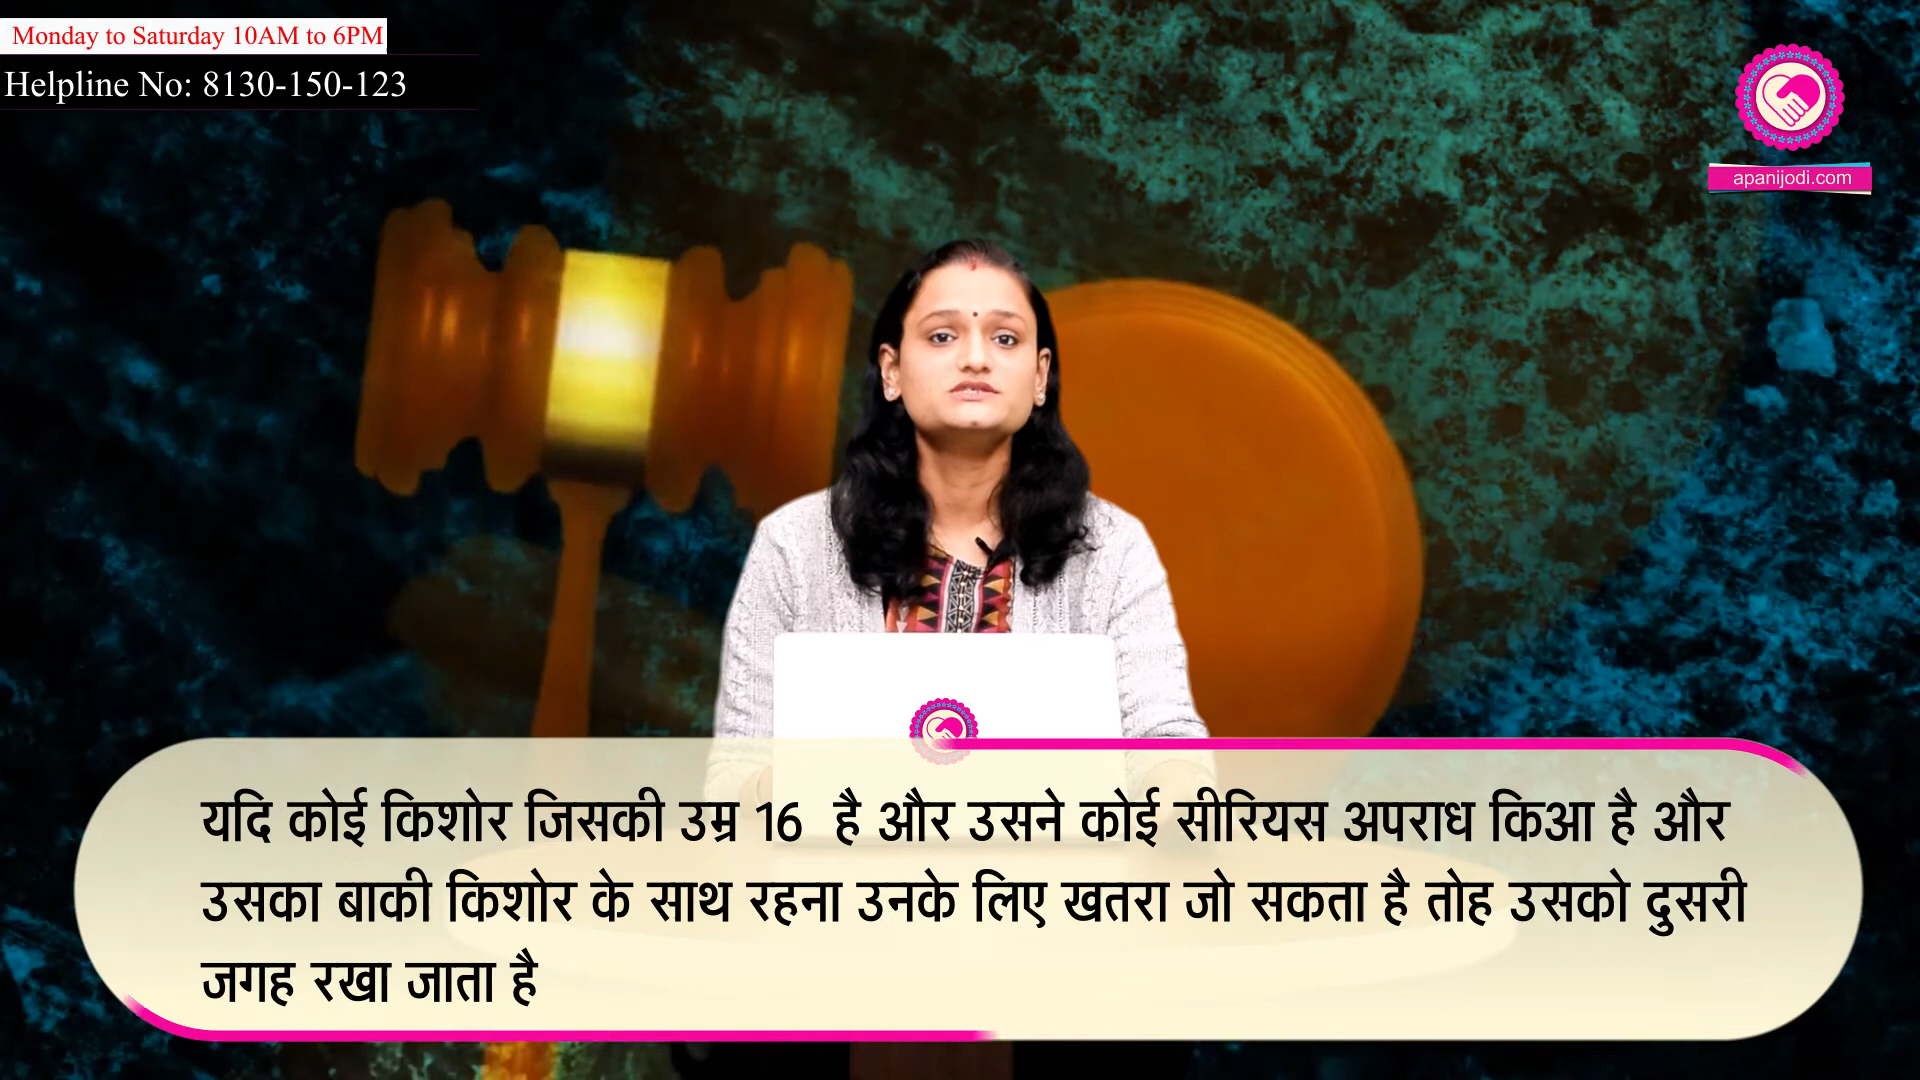 Monday to Saturday 10AM to 6PM
Helpline No: 8130-150-123
apanijodi.com
यदि कोई किशोर जिसकी उम्र 16 है और उसने कोई सीरियस अपराध किआ है और
उसका बाकी किशोर के साथ रहना उनके लिए खतरा जो सकता है तोह उसको दुसरी
जगह रखा जाता है